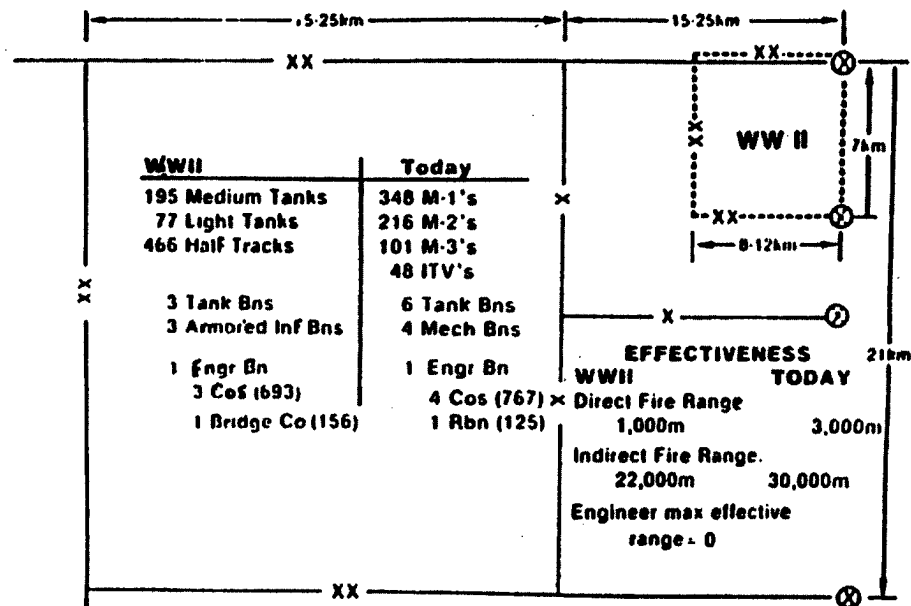 15-25km
15-25km
XX
XX
WW II
7km
XX
XX
8-12km
X
XX
WWII Today
195 Medium Tanks 348 M-1's
77 Light Tanks 216 M-2's
466 Half Tracks 101 M-3's
48 ITV's
3 Tank Bns 6 Tank Bns
3 Armored Inf Bns 4 Mech Bns
1 Engr Bn 1 Engr Bn
3 Cos (693) 4 Cos (767)
1 Bridge Co (156) 1 Rbn (125)
X
X
21km
EFFECTIVENESS
WWII TODAY
Direct Fire Range
1,000m 3,000m
Indirect Fire Range.
22,000m 30,000m
Engineer max effective
range - 0
XX